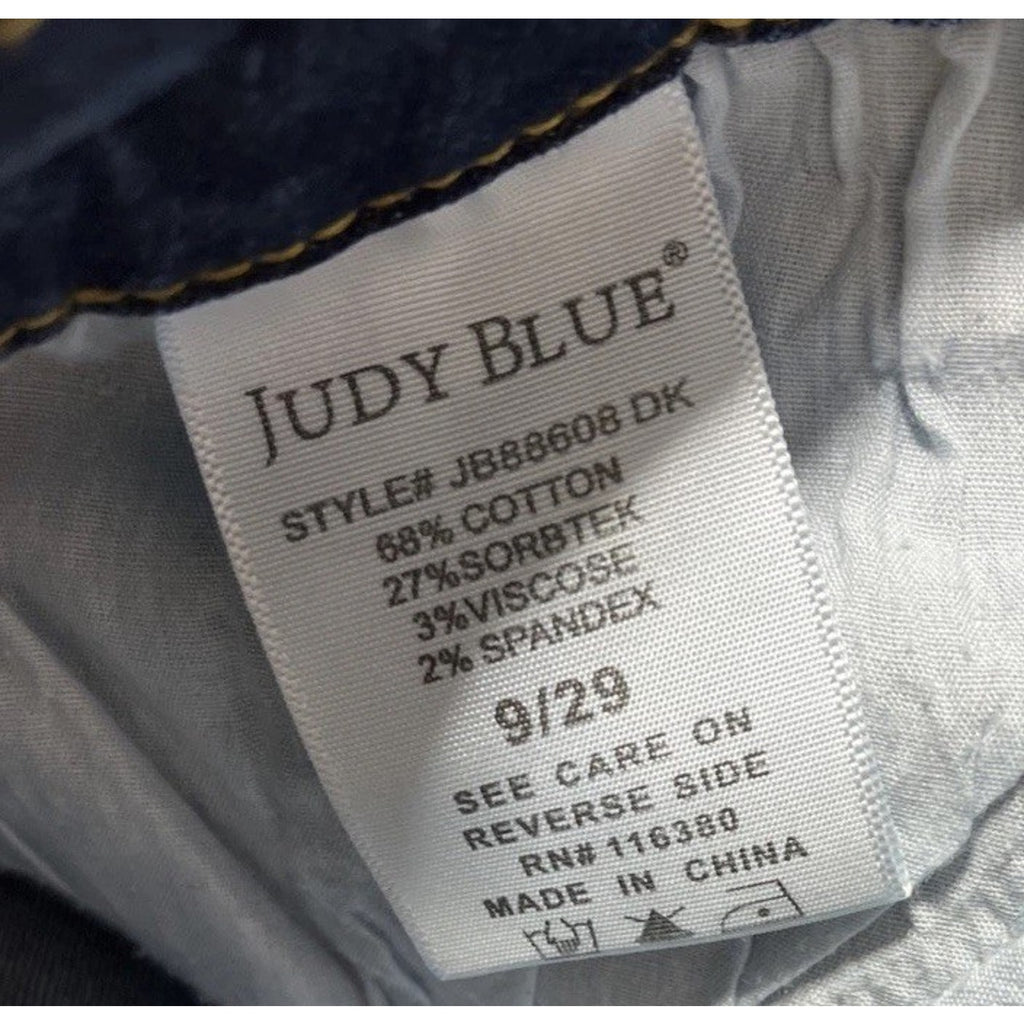 JUDY BLUE®
STYLE# JB88608 DK
68% COTTON
27%SORBTEK
3%VISCOSE
2% SPANDEX
9/29
SEE CARE ON
REVERSE SIDE
RN# 116380
MADE IN CHINA